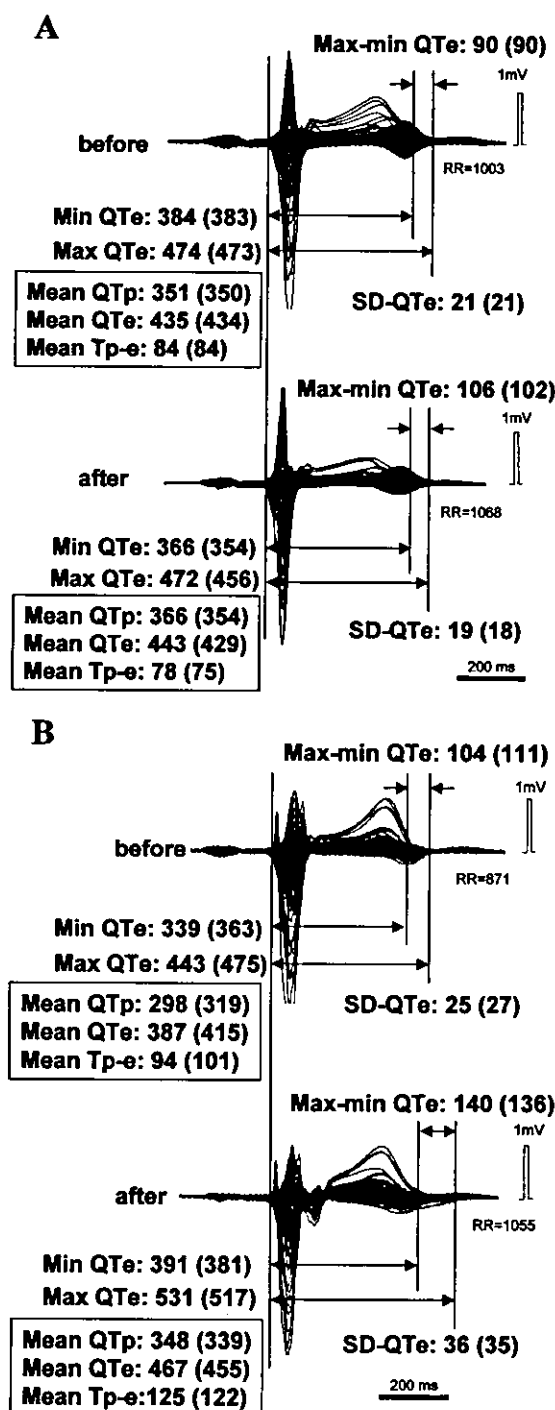 A
Max-min QTe: 90 (90)
1mV
before
RR=1003
Min QTe: 384 (383)
Max QTe: 474 (473)
Mean QTp: 351 (350)
Mean QTe: 435 (434)
Mean Tp-e: 84 (84)
SD-QTe: 21 (21)
Max-min QTe: 106 (102)
1mV
after
RR=1068
Min QTe: 366 (354)
Max QTe: 472 (456)
Mean QTp: 366 (354)
Mean QTe: 443 (429)
Mean Tp-e: 78 (75)
SD-QTe: 19 (18)
200 ms
B
Max-min QTe: 104 (111)
1mV
before
RR=871
Min QTe: 339 (363)
Max QTe: 443 (475)
Mean QTp: 298 (319)
Mean QTe: 387 (415)
Mean Tp-e: 94 (101)
SD-QTe: 25 (27)
Max-min QTe: 140 (136)
1mV
after
RR=1055
Min QTe: 391 (381)
Max QTe: 531 (517)
Mean QTp: 348 (339)
Mean QTe: 467 (455)
Mean Tp-e:125 (122)
SD-QTe: 36 (35)
200 ms